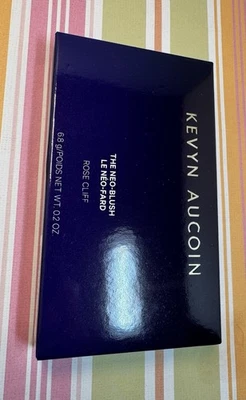 KEVYN AUCOIN
THE NEO-BLUSH
LE NÉO-FARD
ROSE CLIFF
6.8 g/POIDS NET WT. 0.2 OZ